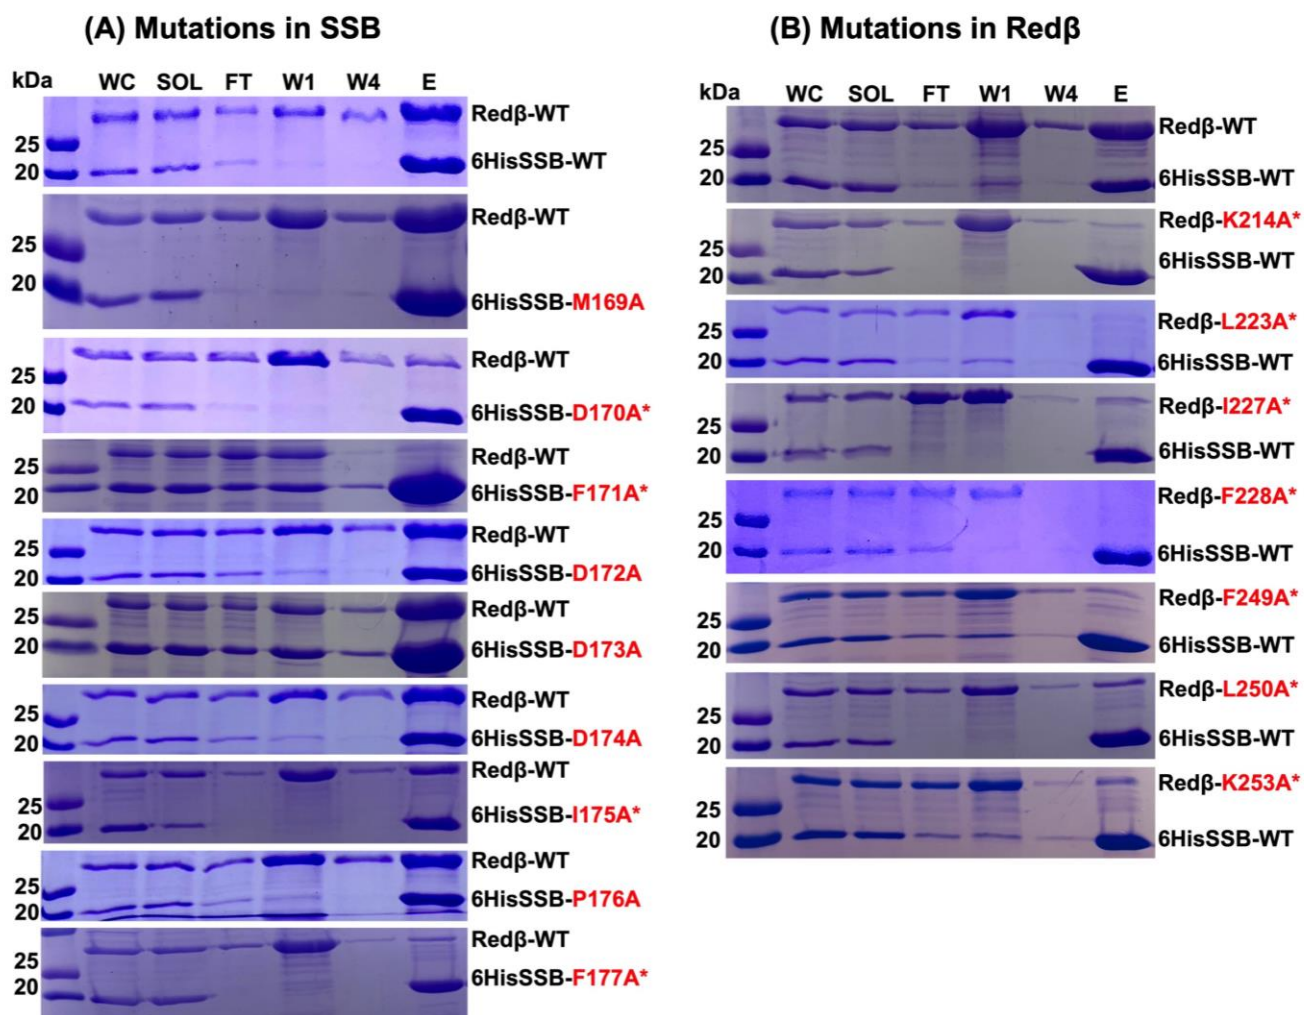 (A) Mutations in SSB
kDa WC SOL FT W1 W4 E
Redβ-WT
25
6HisSSB-WT
20
Redβ-WT
25
20
6HisSSB-M169A
Redβ-WT
25
20
6HisSSB-D170A*
Redβ-WT
25
6HisSSB-F171A*
20
Redβ-WT
25
6HisSSB-D172A
20
Redβ-WT
25
20
6HisSSB-D173A
Redβ-WT
25
6HisSSB-D174A
20
Redβ-WT
25
6HisSSB-I175A*
20
Redβ-WT
25
6HisSSB-P176A
20
Redβ-WT
25
6HisSSB-F177A*
20
(B) Mutations in Redβ
kDa WC SOL FT W1 W4 E
Redβ-WT
25
20
6HisSSB-WT
Redβ-K214A*
25
6HisSSB-WT
20
Redβ-L223A*
25
20
6HisSSB-WT
Redβ-I227A*
25
6HisSSB-WT
20
Redβ-F228A*
25
20
6HisSSB-WT
Redβ-F249A*
25
6HisSSB-WT
20
Redβ-L250A*
25
6HisSSB-WT
20
Redβ-K253A*
25
20
6HisSSB-WT